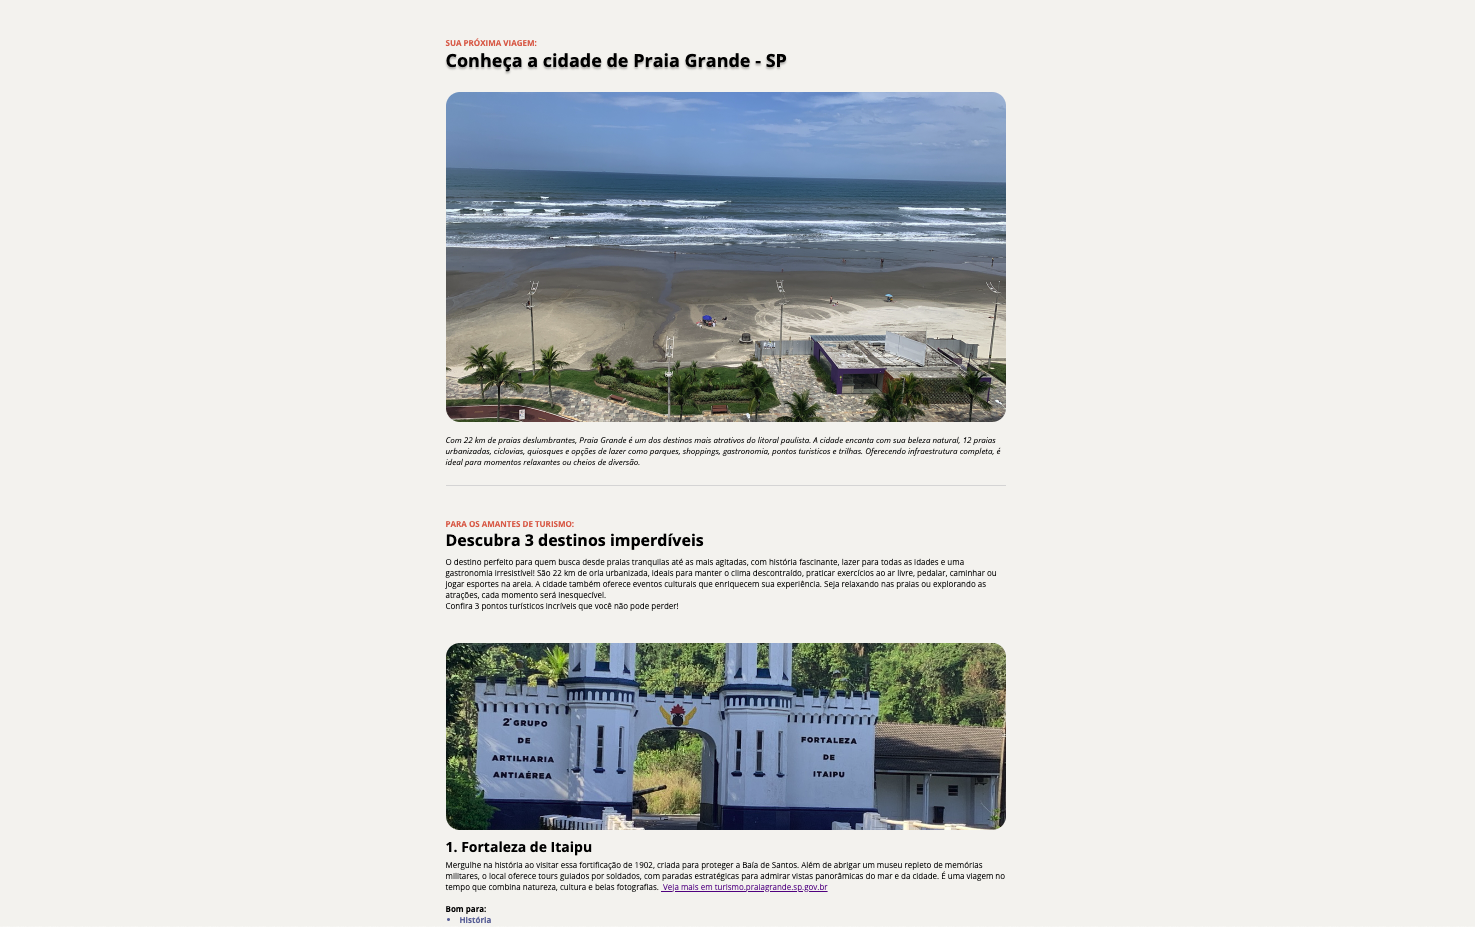 SUA PRÓXIMA VIAGEM:
Conheça a cidade de Praia Grande - SP
Com 22 km de praias deslumbrantes, Praia Grande é um dos destinos mais atrativos do litoral paulista. A cidade encanta com sua beleza natural, 12 praias
urbanizadas, ciclovias, quiosques e opções de lazer como parques, shoppings, gastronomia, pontos turísticos e trilhas. Oferecendo infraestrutura completa, é
ideal para momentos relaxantes ou cheios de diversão.
PARA OS AMANTES DE TURISMO:
Descubra 3 destinos imperdíveis
O destino perfeito para quem busca desde praias tranquilas até as mais agitadas, com história fascinante, lazer para todas as idades e uma
gastronomia irresistível! São 22 km de orla urbanizada, ideais para manter o clima descontraído, praticar exercícios ao ar livre, pedalar, caminhar ou
jogar esportes na areia. A cidade também oferece eventos culturais que enriquecem sua experiência. Seja relaxando nas praias ou explorando as
atrações, cada momento será inesquecível.
Confira 3 pontos turísticos incríveis que você não pode perder!
2º GRUPO
DE
ARTILHARIA
ANTIAÉREA
FORTALEZA
DE
ITAIPU
1. Fortaleza de Itaipu
Mergulhe na história ao visitar essa fortificação de 1902, criada para proteger a Baía de Santos. Além de abrigar um museu repleto de memórias
militares, o local oferece tours guiados por soldados, com paradas estratégicas para admirar vistas panorâmicas do mar e da cidade. É uma viagem no
tempo que combina natureza, cultura e belas fotografias. Veja mais em turismo.praiagrande.sp.gov.br
Bom para:
• História